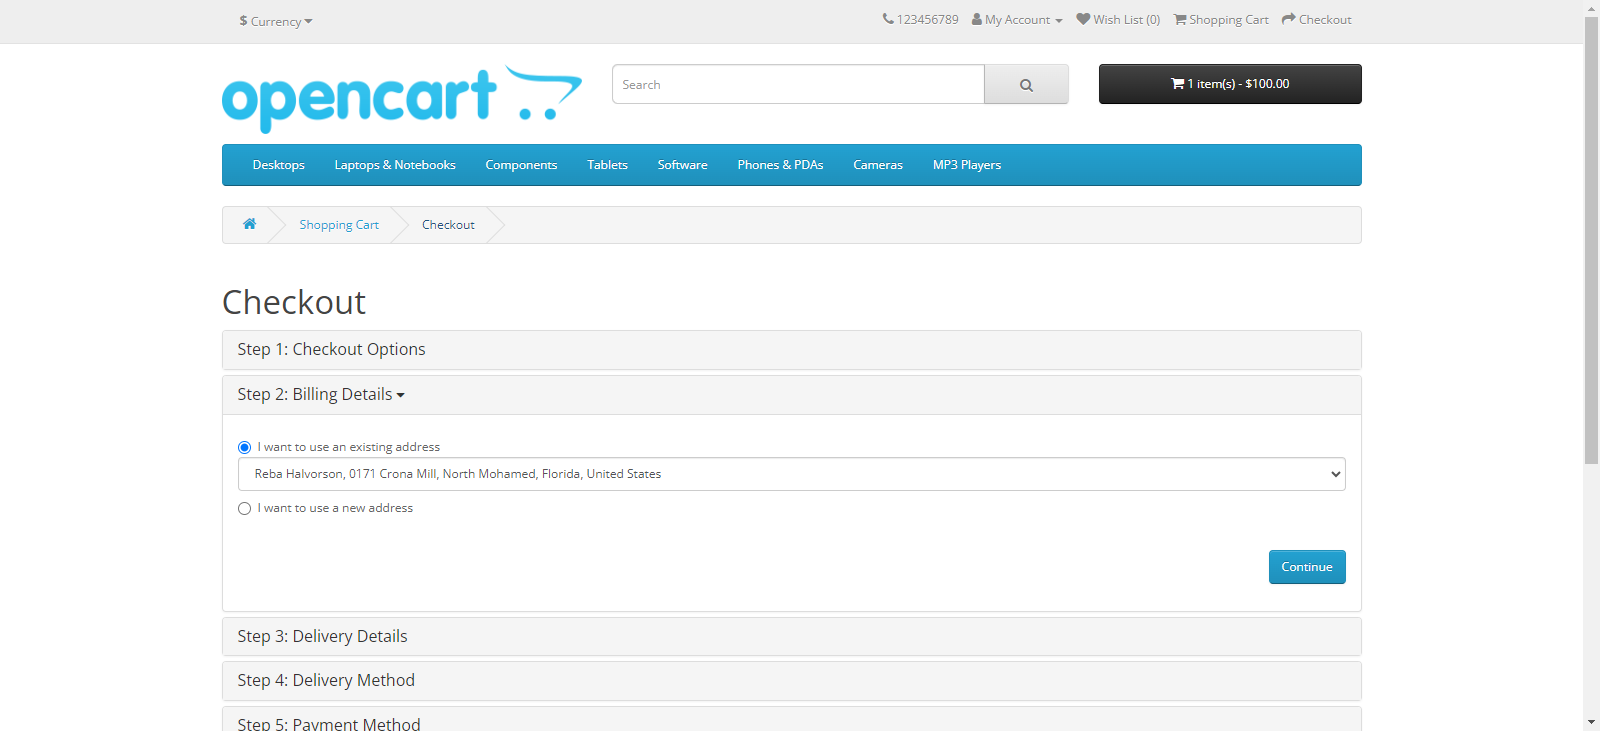 $ Currency
123456789 My Account Wish List (0) Shopping Cart Checkout
opencart
Search
1 item(s) - $100.00
Desktops Laptops & Notebooks Components Tablets Software Phones & PDAs Cameras MP3 Players
Shopping Cart Checkout
Checkout
Step 1: Checkout Options
Step 2: Billing Details
I want to use an existing address
Reba Halvorson, 0171 Crona Mill, North Mohamed, Florida, United States
I want to use a new address
Continue
Step 3: Delivery Details
Step 4: Delivery Method
Step 5: Payment Method